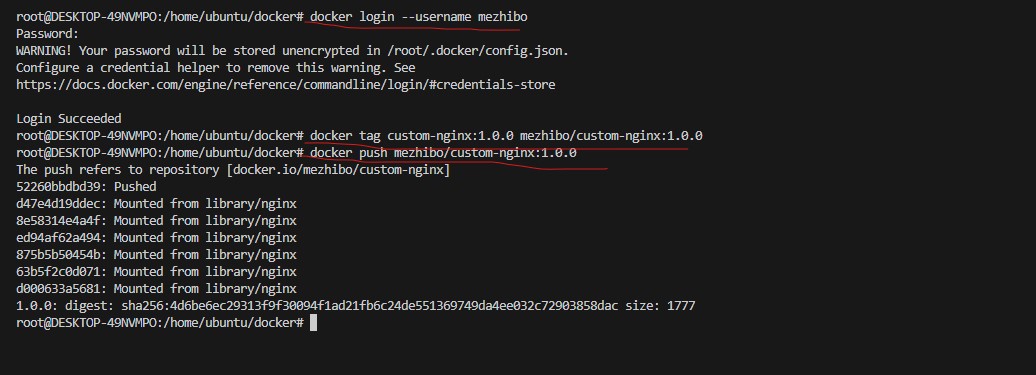 root@DESKTOP-49NVMPO:/home/ubuntu/docker# docker login --username mezhibo
Password:
WARNING! Your password will be stored unencrypted in /root/.docker/config.json.
Configure a credential helper to remove this warning. See
https://docs.docker.com/engine/reference/commandline/login/#credentials-store
Login Succeeded
root@DESKTOP-49NVMPO:/home/ubuntu/docker# docker tag custom-nginx:1.0.0 mezhibo/custom-nginx:1.0.0
root@DESKTOP-49NVMPO:/home/ubuntu/docker# docker push mezhibo/custom-nginx:1.0.0
The push refers to repository [docker.io/mezhibo/custom-nginx]
52260bbdbd39: Pushed
d47e4d19ddec: Mounted from library/nginx
8e58314e4a4f: Mounted from library/nginx
ed94af62a494: Mounted from library/nginx
875b5b50454b: Mounted from library/nginx
63b5f2c0d071: Mounted from library/nginx
d000633a5681: Mounted from library/nginx
1.0.0: digest: sha256:4d6be6ec29313f9f30094f1ad21fb6c24de551369749da4ee032c72903858dac size: 1777
root@DESKTOP-49NVMPO:/home/ubuntu/docker#